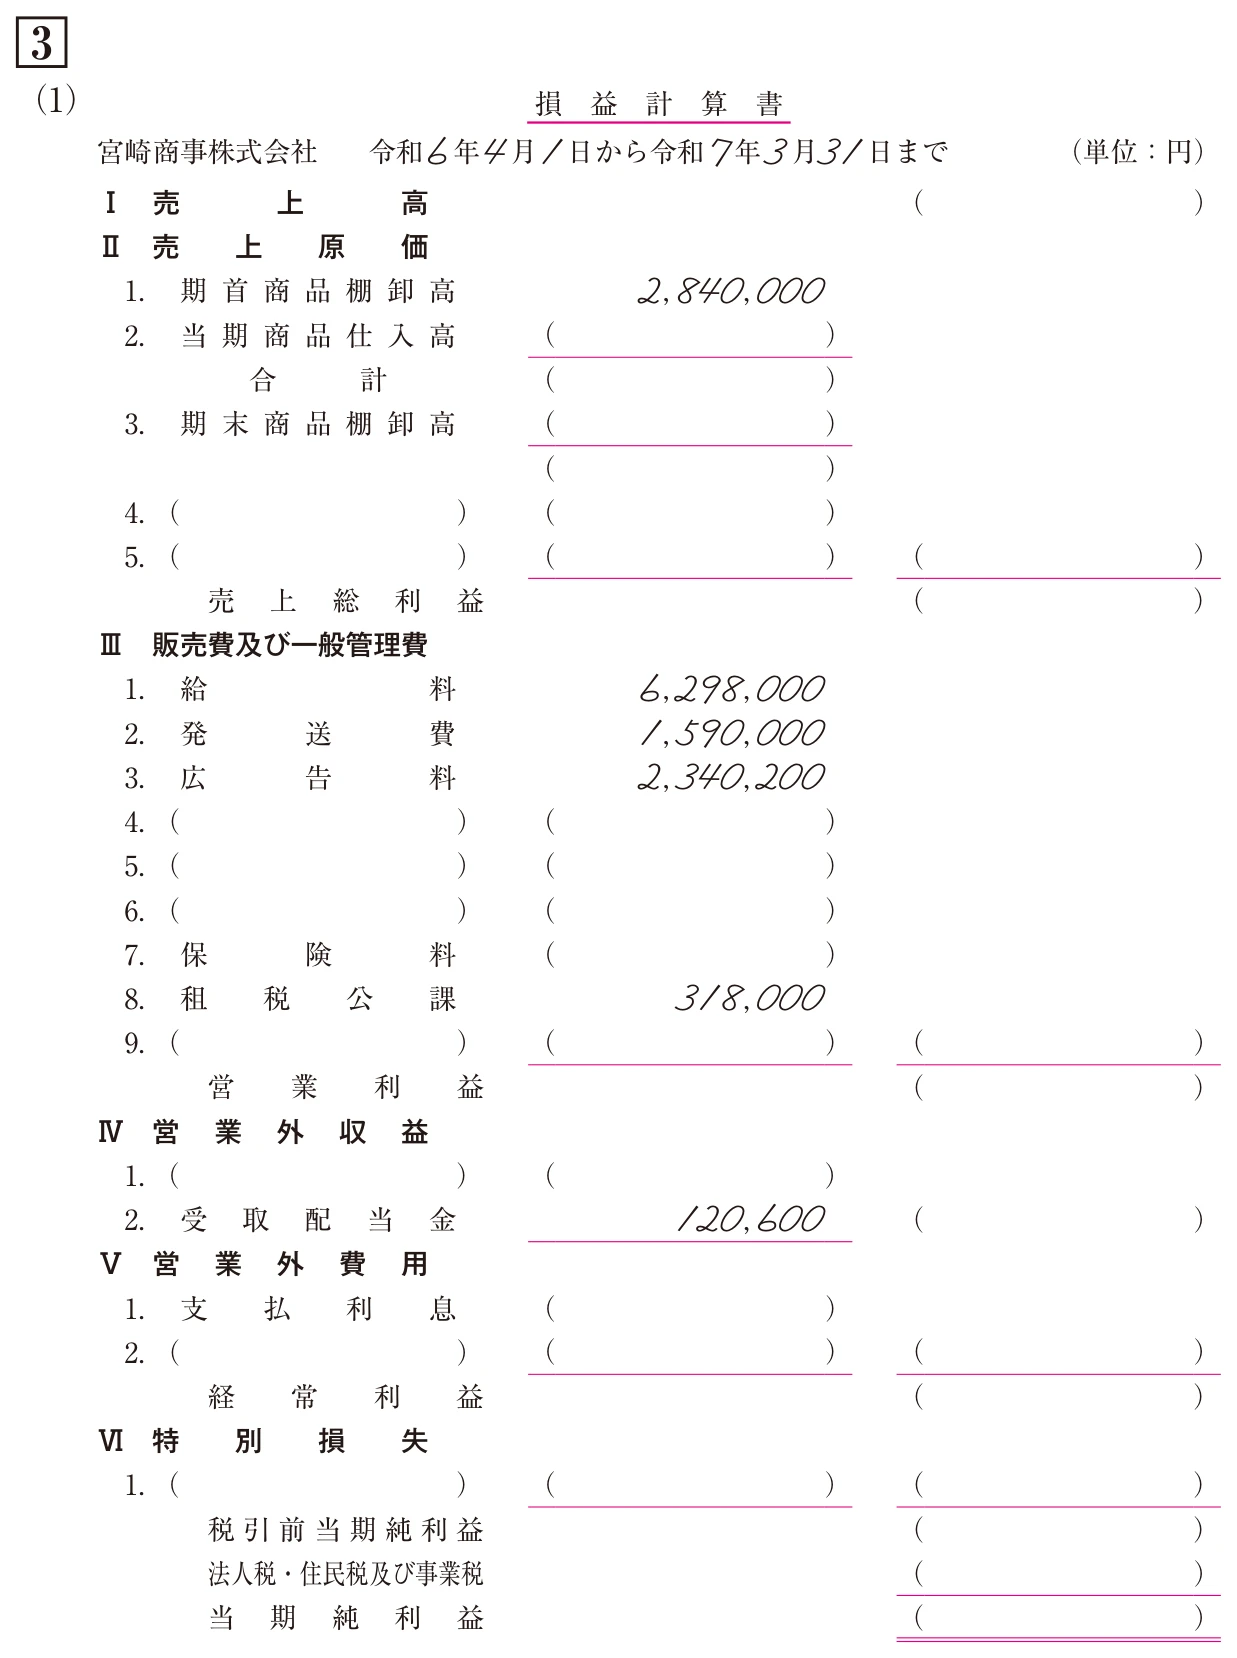 3
(1)
損益計算書
宮崎商事株式会社 令和6年4月1日から令和7年3月31日まで (単位：円)
Ⅰ 売上高 ( )
Ⅱ 売上原価
1. 期首商品棚卸高 2,840,000
2. 当期商品仕入高 ( )
合計 ( )
3. 期末商品棚卸高 ( )
( )
4. ( ) ( )
5. ( ) ( ) ( )
売上総利益 ( )
Ⅲ 販売費及び一般管理費
1. 給料 6,298,000
2. 発送費 1,590,000
3. 広告料 2,340,200
4. ( ) ( )
5. ( ) ( )
6. ( ) ( )
7. 保険料 ( )
8. 租税公課 318,000
9. ( ) ( ) ( )
営業利益 ( )
Ⅳ 営業外収益
1. ( ) ( )
2. 受取配当金 120,600 ( )
Ⅴ 営業外費用
1. 支払利息 ( )
2. ( ) ( ) ( )
経常利益 ( )
Ⅵ 特別損失
1. ( ) ( ) ( )
税引前当期純利益 ( )
法人税・住民税及び事業税 ( )
当期純利益 ( )